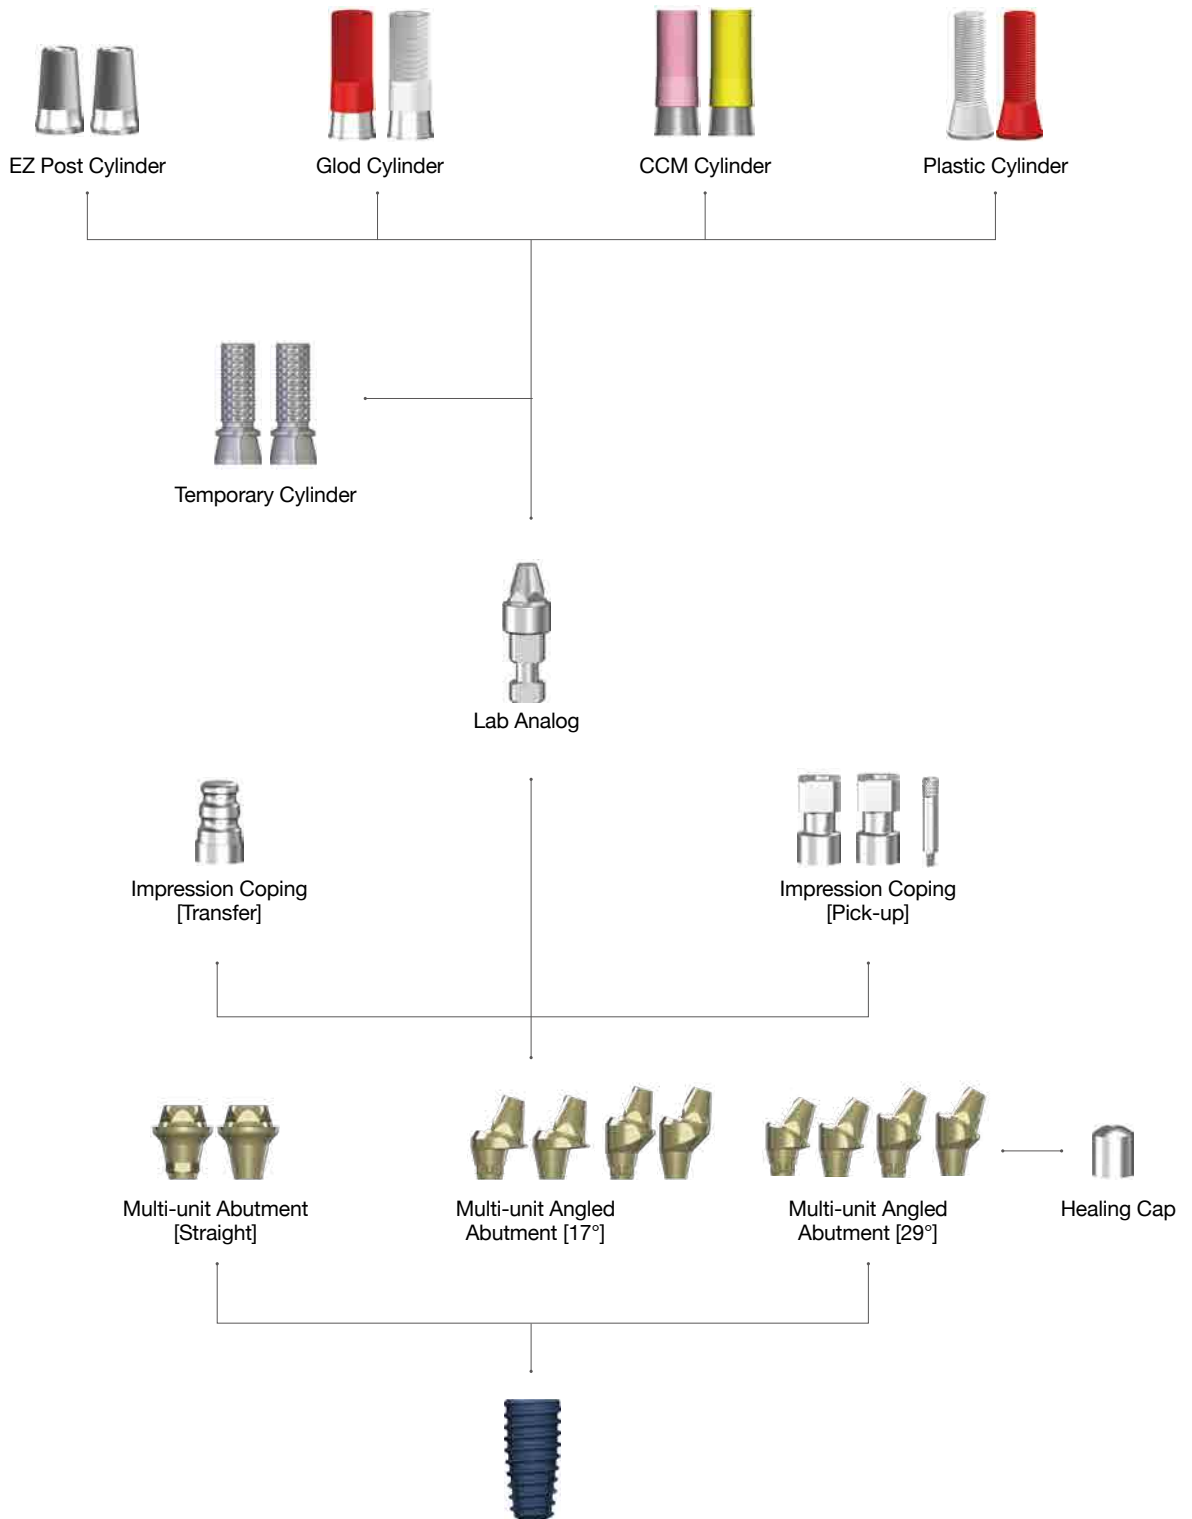 EZ Post Cylinder
Glod Cylinder
CCM Cylinder
Plastic Cylinder
Temporary Cylinder
Lab Analog
Impression Coping
[Transfer]
Impression Coping
[Pick-up]
Multi-unit Abutment
[Straight]
Multi-unit Angled
Abutment [17°]
Multi-unit Angled
Abutment [29°]
Healing Cap